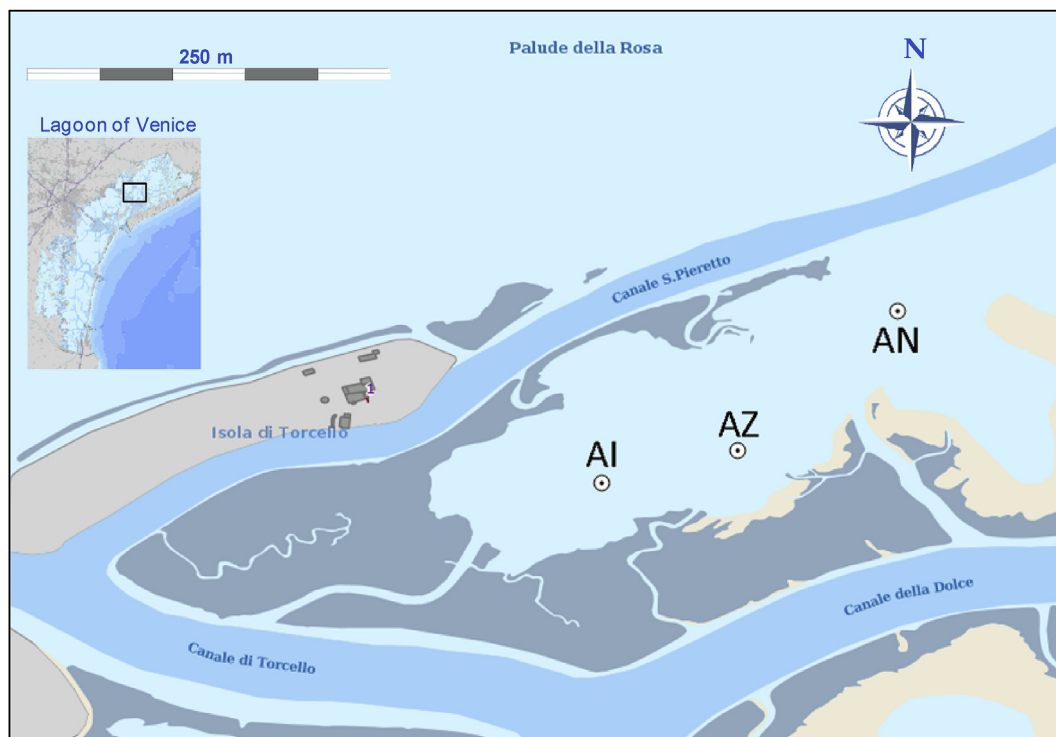 Palude della Rosa
N
250 m
Lagoon of Venice
Canale S.Pieretto
AN
1
Isola di Torcello
AZ
AI
Canale della Dolce
Canale di Torcello